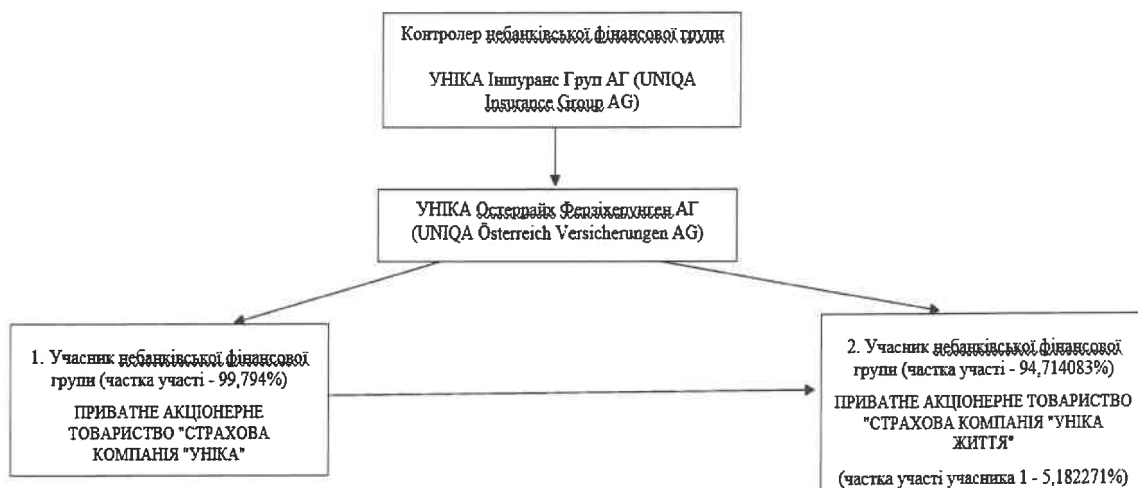 Контролер небанківської фінансової групи
УНІКА Іншуранс Груп АГ (UNIQA
Insurance Group AG)
УНІКА Остеррайх Ферзіхерунген АГ
(UNIQA Österreich Versicherungen AG)
1. Учасник небанківської фінансової
групи (частка участі - 99,794%)
ПРИВАТНЕ АКЦІОНЕРНЕ
ТОВАРИСТВО "СТРАХОВА
КОМПАНІЯ "УНІКА"
2. Учасник небанківської фінансової
групи (частка участі - 94,714083%)
ПРИВАТНЕ АКЦІОНЕРНЕ ТОВАРИСТВО
"СТРАХОВА КОМПАНІЯ "УНІКА
ЖИТТЯ"
(частка участі учасника 1 - 5,182271%)